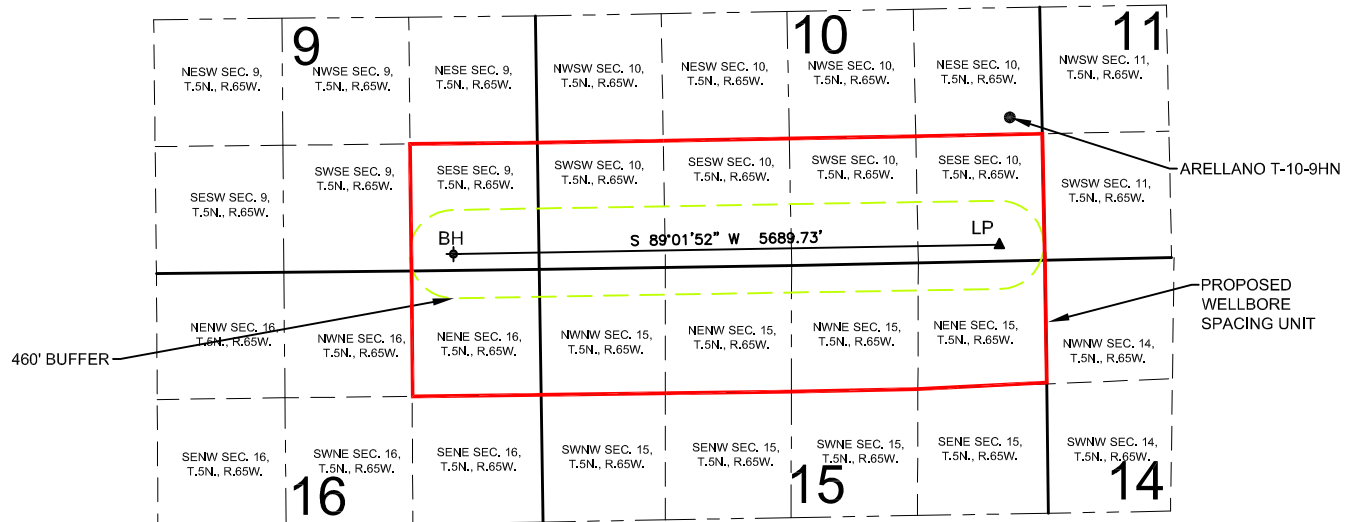 9
10
11
NESW SEC. 9,
T.5N., R.65W.
NWSE SEC. 9,
T.5N., R.65W.
NESE SEC. 9,
T.5N., R.65W.
NWSW SEC. 10,
T.5N., R.65W.
NESW SEC. 10,
T.5N., R.65W.
NWSE SEC. 10,
T.5N., R.65W.
NESE SEC. 10,
T.5N., R.65W.
NWSW SEC. 11,
T.5N., R.65W.
ARELLANO T-10-9HN
SESW SEC. 9,
T.5N., R.65W.
SWSE SEC. 9,
T.5N., R.65W.
SESE SEC. 9,
T.5N., R.65W.
SWSW SEC. 10,
T.5N., R.65W.
SESW SEC. 10,
T.5N., R.65W.
SWSE SEC. 10,
T.5N., R.65W.
SESE SEC. 10,
T.5N., R.65W.
SWSW SEC. 11,
T.5N., R.65W.
BH
S 89°01'52" W 5689.73'
LP
PROPOSED
WELLBORE
SPACING UNIT
460' BUFFER
NENW SEC. 16,
T.5N., R.65W.
NWNE SEC. 16,
T.5N., R.65W.
NENE SEC. 16,
T.5N., R.65W.
NWNW SEC. 15,
T.5N., R.65W.
NENW SEC. 15,
T.5N., R.65W.
NWNE SEC. 15,
T.5N., R.65W.
NENE SEC. 15,
T.5N., R.65W.
NWNW SEC. 14,
T.5N., R.65W.
SENW SEC. 16,
T.5N., R.65W.
SWNE SEC. 16,
T.5N., R.65W.
SENE SEC. 16,
T.5N., R.65W.
SWNW SEC. 15,
T.5N., R.65W.
SENW SEC. 15,
T.5N., R.65W.
SWNE SEC. 15,
T.5N., R.65W.
SENE SEC. 15,
T.5N., R.65W.
SWNW SEC. 14,
T.5N., R.65W.
16
15
14